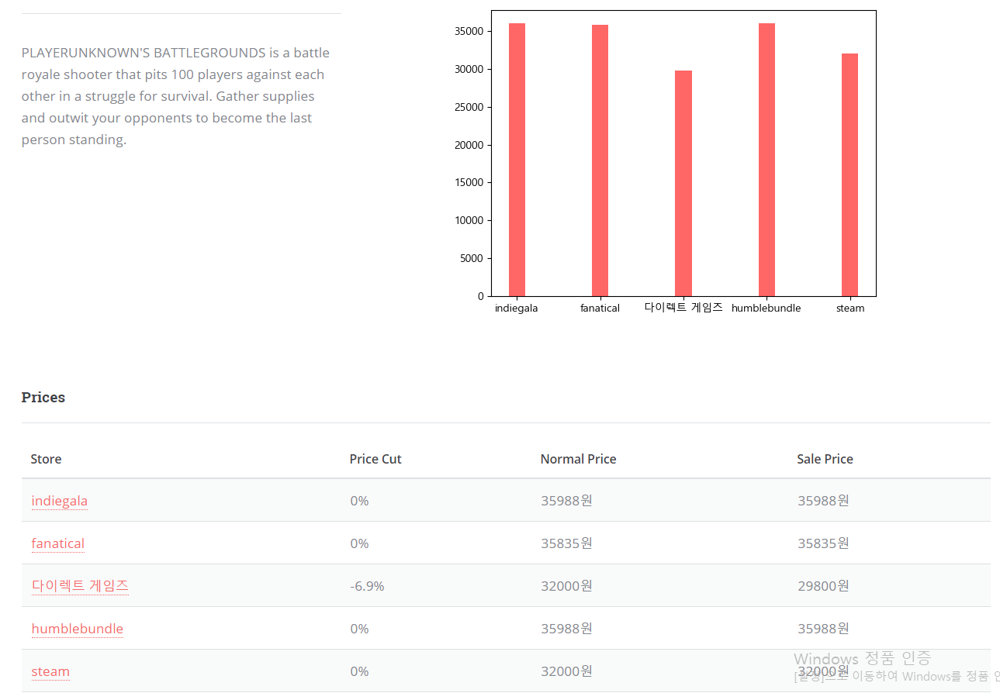 PLAYERUNKNOWN'S BATTLEGROUNDS is a battle
royale shooter that pits 100 players against each
other in a struggle for survival. Gather supplies
and outwit your opponents to become the last
person standing.
35000
30000
25000
20000
15000
10000
5000
0
indiegala fanatical 다이렉트 게임즈 humblebundle steam
Prices
Store Price Cut Normal Price Sale Price
indiegala 0% 35988원 35988원
fanatical 0% 35835원 35835원
다이렉트 게임즈 -6.9% 32000원 29800원
humblebundle 0% 35988원 35988원
Windows 정품 인증
steam 0% 32000원 32000원
[설정]으로 이동하여 Windows를 정품 인